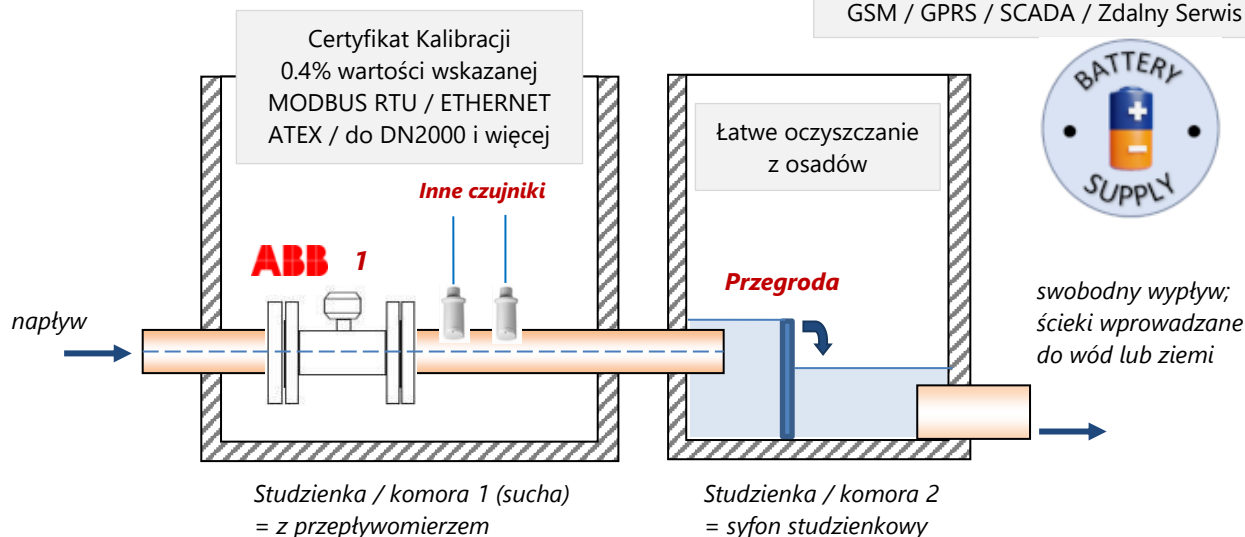 GSM / GPRS / SCADA / Zdalny Serwis
Certyfikat Kalibracji
0.4% wartości wskazanej
MODBUS RTU / ETHERNET
ATEX / do DN2000 i więcej
Łatwe oczyszczanie
z osadów
BATTERY
SUPPLY
Inne czujniki
ABB 1
Przegroda
napływ
swobodny wypływ;
ścieki wprowadzane
do wód lub ziemi
Studzienka / komora 1 (sucha)
= z przepływomierzem
Studzienka / komora 2
= syfon studzienkowy